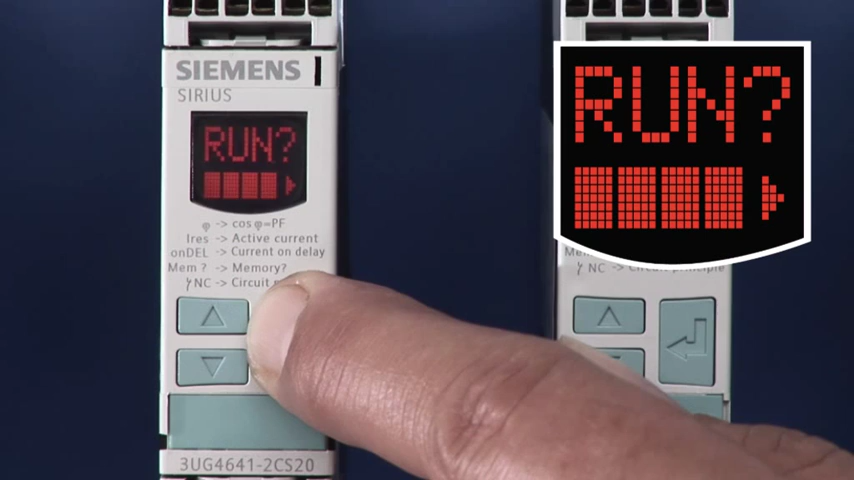 SIEMENS
SIRIUS
RUN?
φ -> cos φ=PF
Ires -> Active current
onDEL -> Current on delay
Mem ? -> Memory?
NC -> Circuit
3UG4641-2CS20
RUN?
NC -> Circuit principle